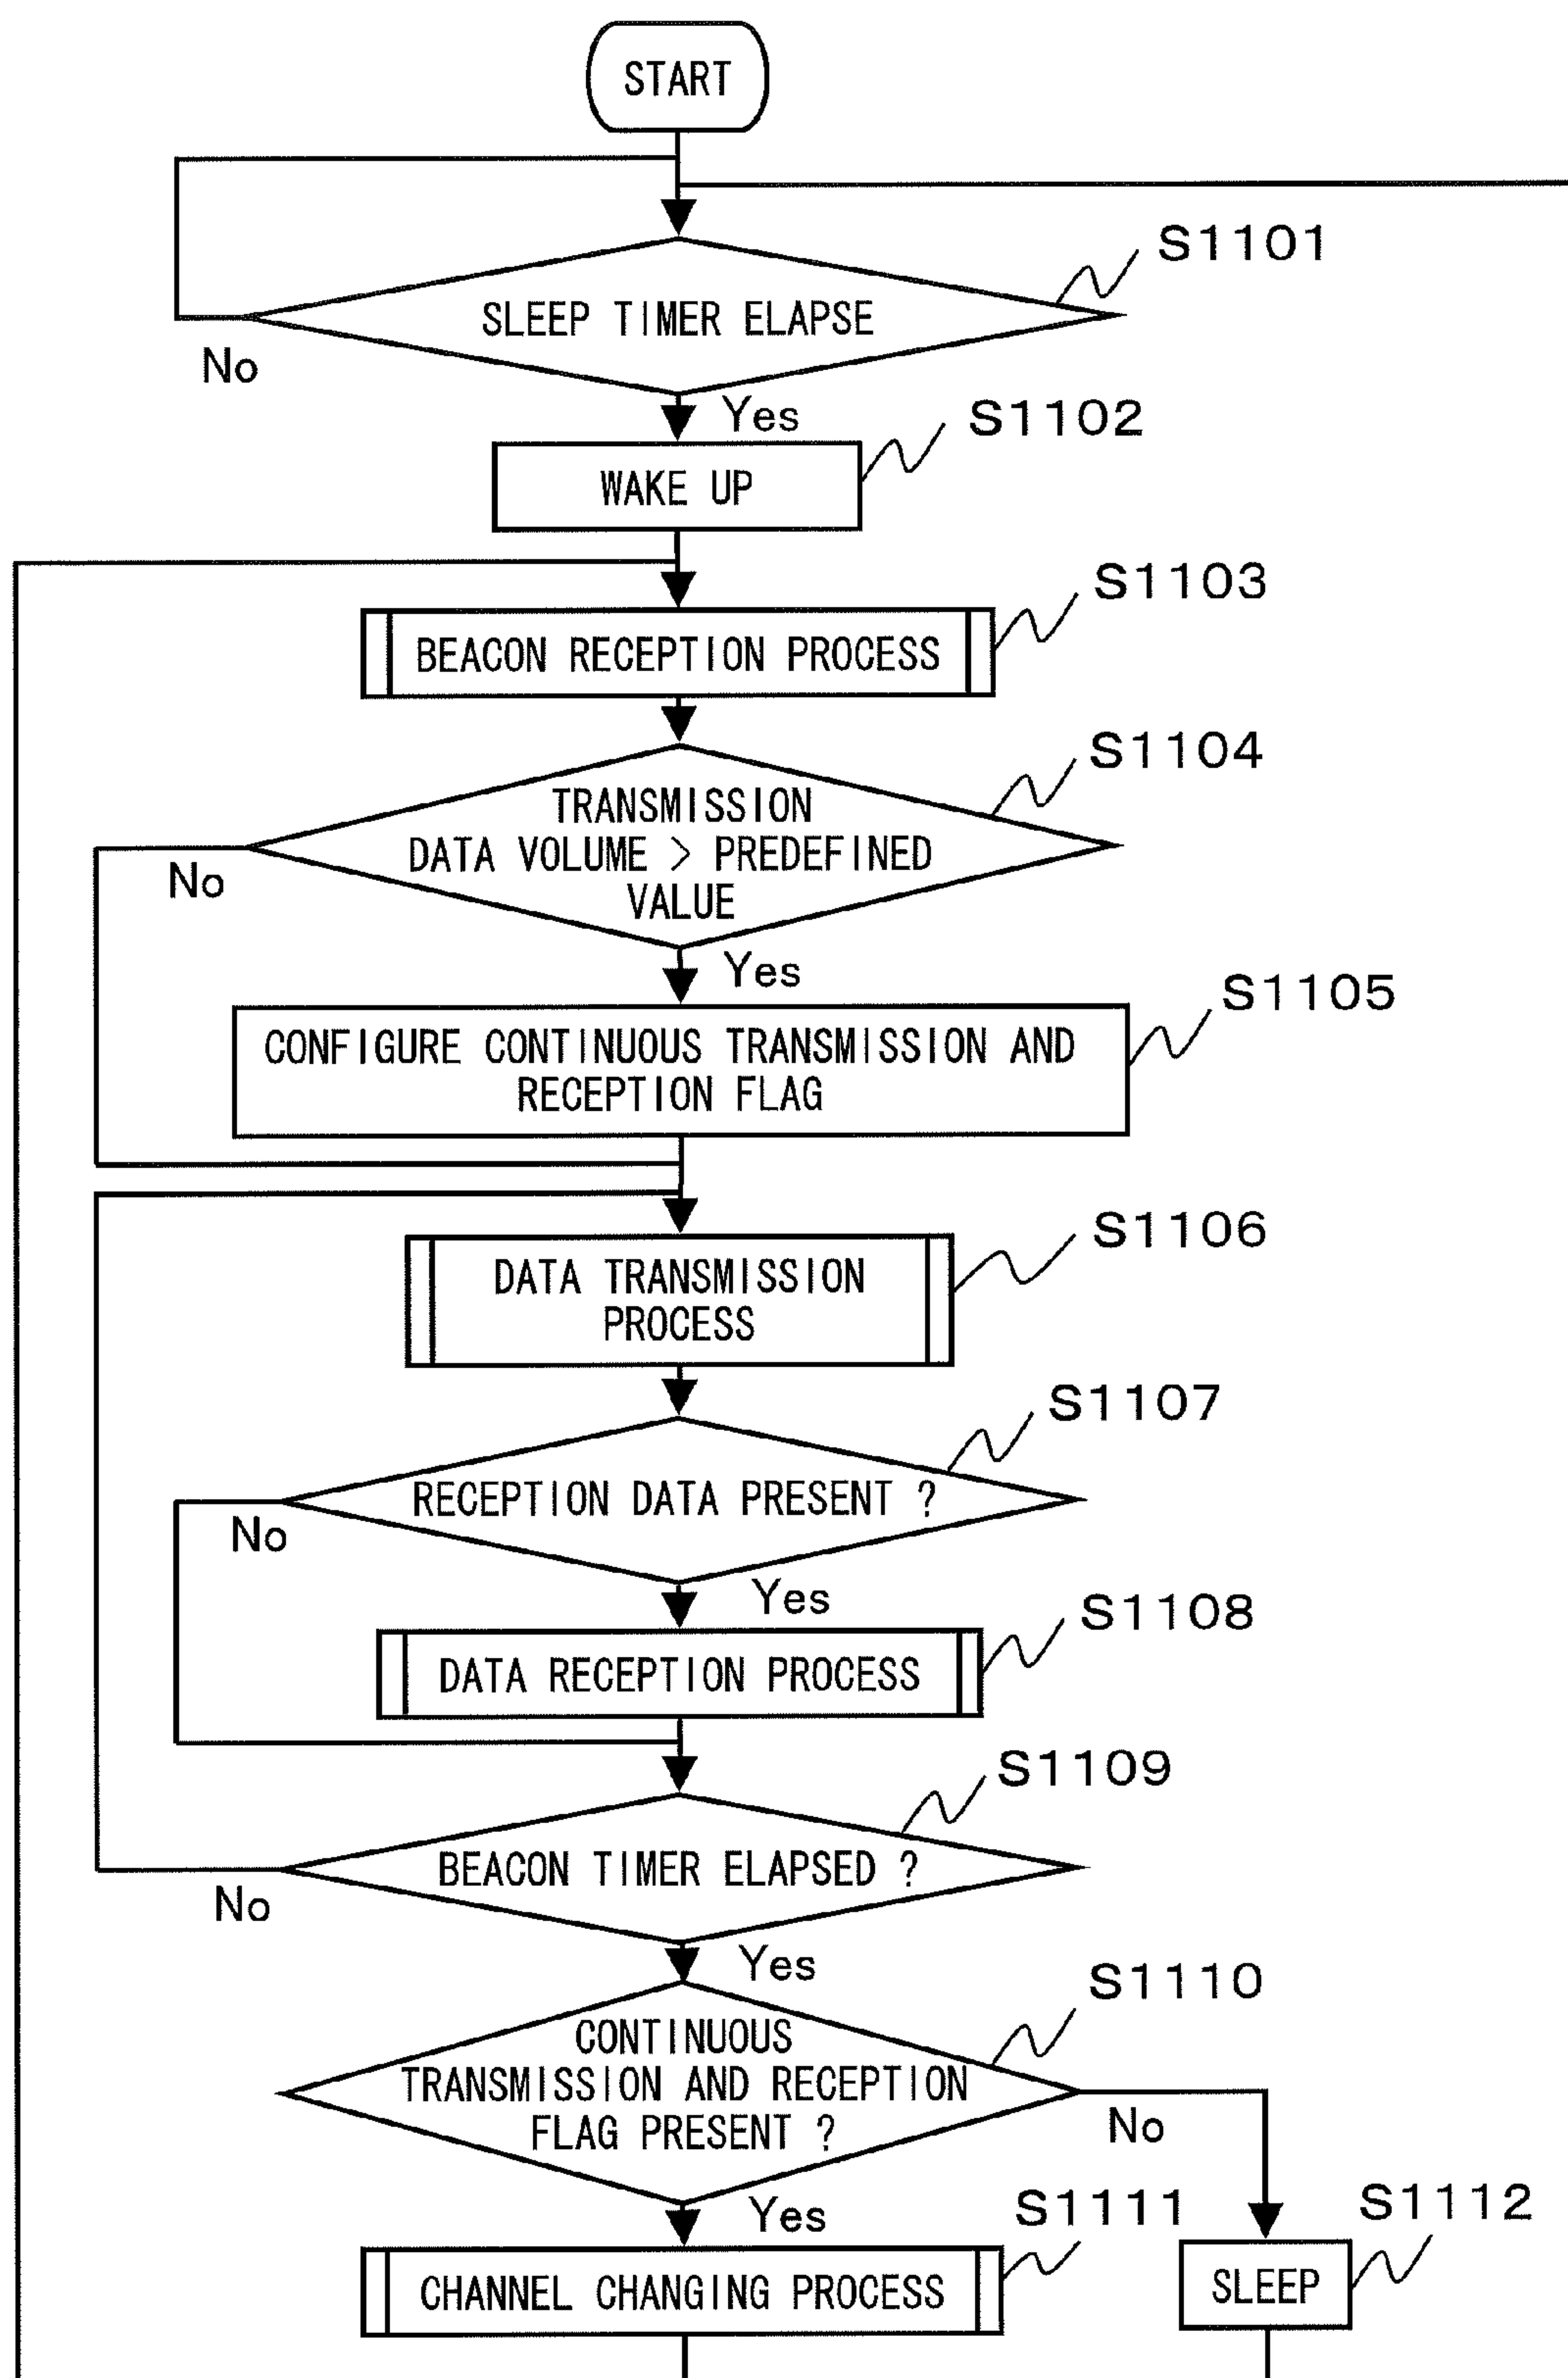 START
S1101
SLEEP TIMER ELAPSE
No
Yes
S1102
WAKE UP
S1103
BEACON RECEPTION PROCESS
S1104
TRANSMISSION
DATA VOLUME > PREDEFINED
VALUE
No
Yes
S1105
CONFIGURE CONTINUOUS TRANSMISSION AND
RECEPTION FLAG
S1106
DATA TRANSMISSION
PROCESS
S1107
RECEPTION DATA PRESENT ?
No
Yes
S1108
DATA RECEPTION PROCESS
S1109
BEACON TIMER ELAPSED ?
No
Yes
S1110
CONTINUOUS
TRANSMISSION AND RECEPTION
FLAG PRESENT ?
No
Yes
S1111
S1112
CHANNEL CHANGING PROCESS
SLEEP